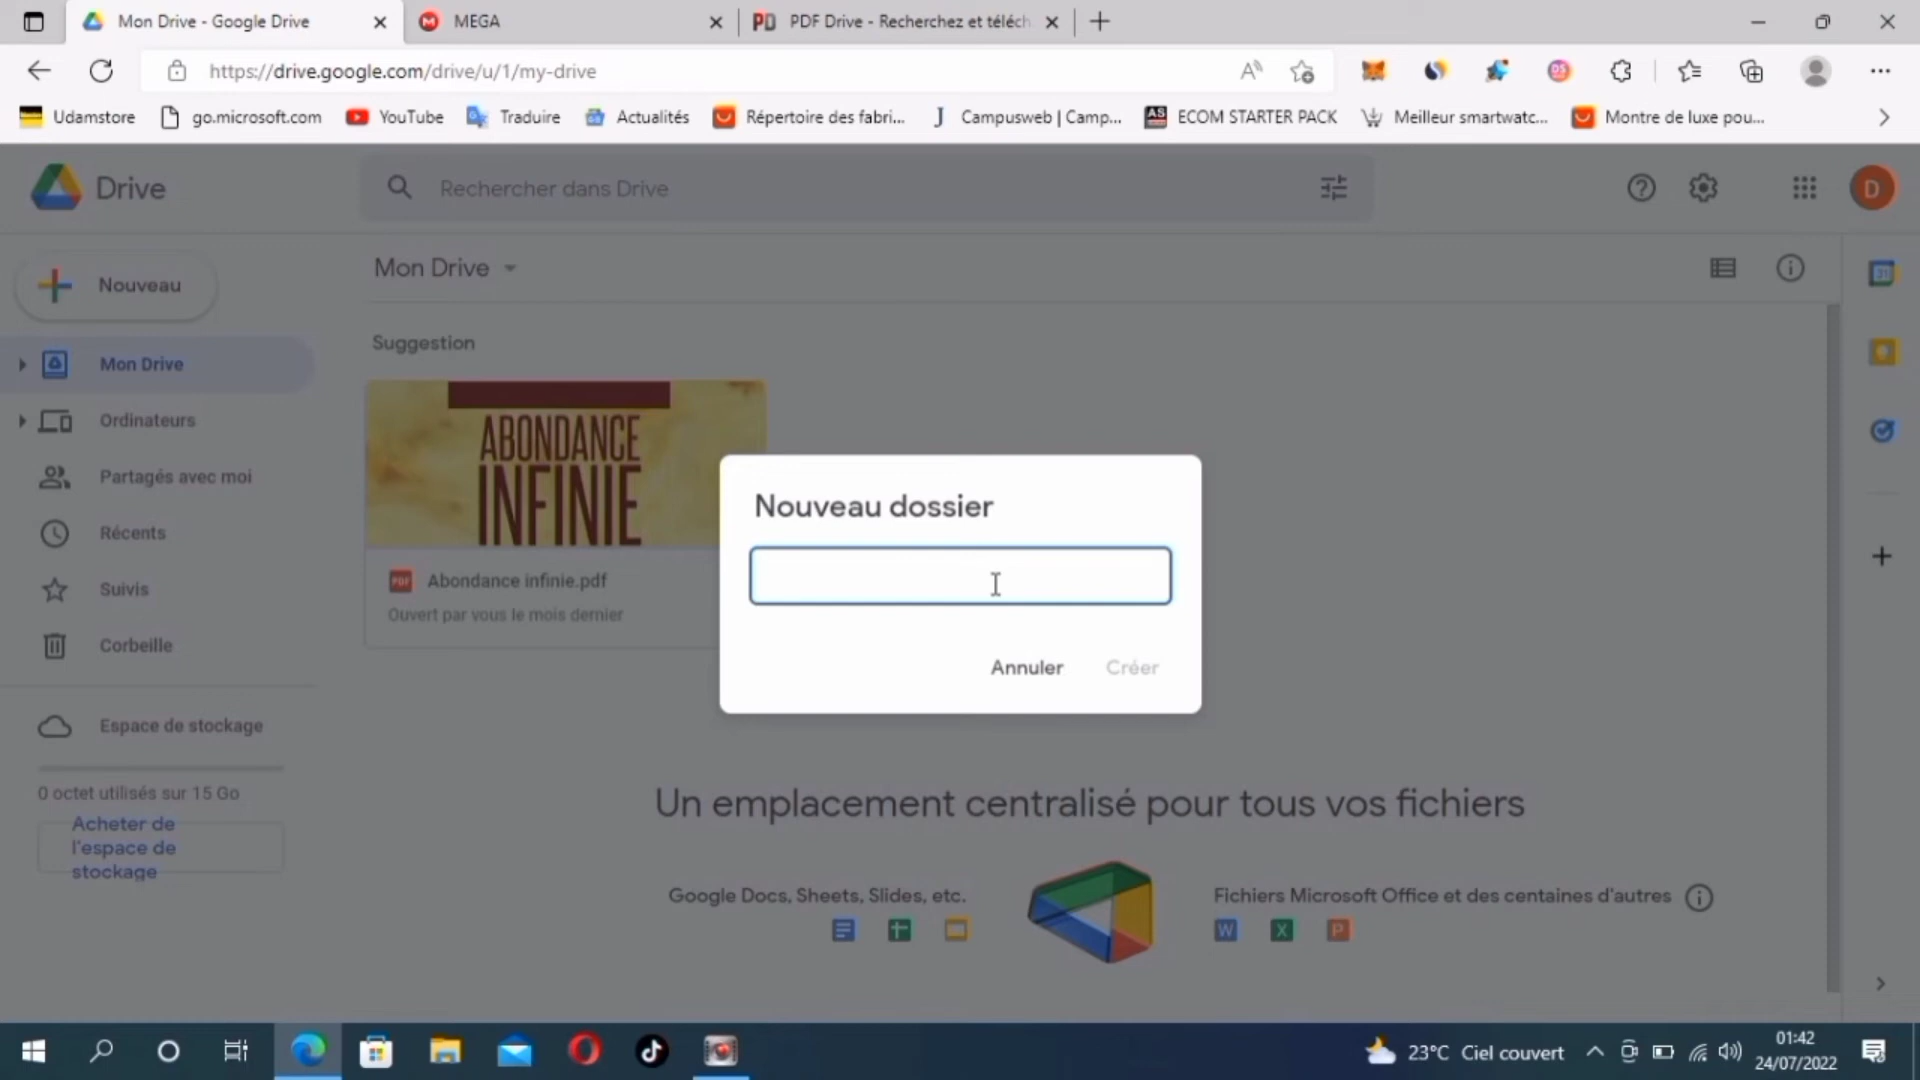 Mon Drive - Google Drive
MEGA
PDF Drive - Recherchez et téléch
https://drive.google.com/drive/u/1/my-drive
Udamstore
go.microsoft.com
YouTube
Traduire
Actualités
Répertoire des fabri...
Campusweb | Camp...
ECOM STARTER PACK
Meilleur smartwatc...
Montre de luxe pou...
Drive
Rechercher dans Drive
D
Nouveau
Mon Drive
Mon Drive
Ordinateurs
Partagés avec moi
Récents
Suivis
Corbeille
Espace de stockage
0 octet utilisés sur 15 Go
Acheter de
l'espace de
stockage
Suggestion
ABONDANCE
INFINIE
PDF
Abondance infinie.pdf
Ouvert par vous le mois dernier
Nouveau dossier
Annuler
Créer
Un emplacement centralisé pour tous vos fichiers
Google Docs, Sheets, Slides, etc.
Fichiers Microsoft Office et des centaines d'autres
W
X
P
31
23°C Ciel couvert
01:42
24/07/2022